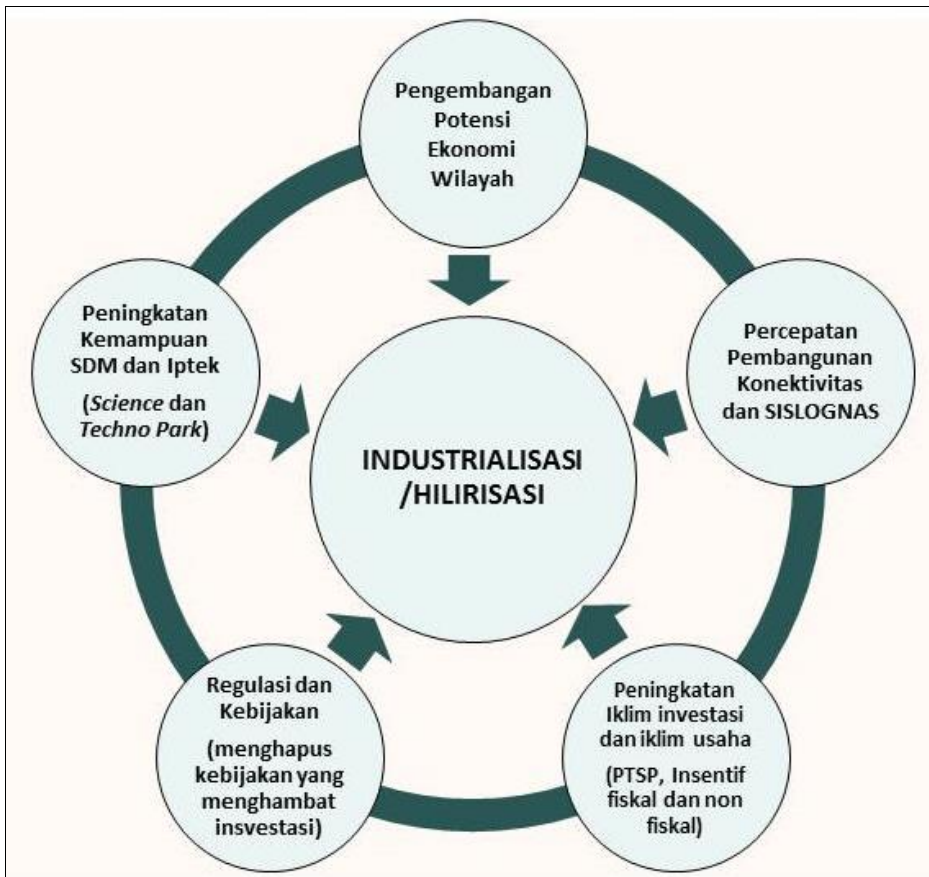 Pengembangan
Potensi
Ekonomi
Wilayah
Peningkatan
Kemampuan
SDM dan Iptek
(Science dan
Techno Park)
Percepatan
Pembangunan
Konektivitas
dan SISLOGNAS
INDUSTRIALISASI
/HILIRISASI
Regulasi dan
Kebijakan
(menghapus
kebijakan yang
menghambat
insvestasi)
Peningkatan
Iklim investasi
dan iklim usaha
(PTSP, Insentif
fiskal dan non
fiskal)